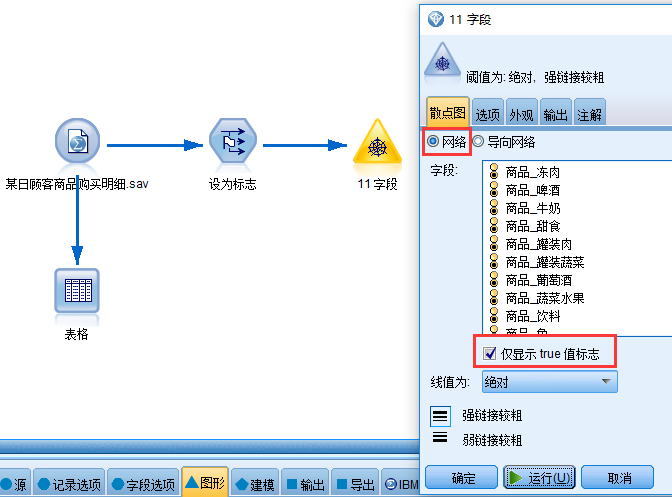 某日顾客商品购买明细.sav
设为标志
11 字段
表格
源
记录选项
字段选项
图形
建模
输出
导出
IBM
11 字段
阈值为: 绝对，强链接较粗
散点图
选项
外观
输出
注解
网络
导向网络
字段:
商品_冻肉
商品_啤酒
商品_牛奶
商品_甜食
商品_罐装肉
商品_罐装蔬菜
商品_葡萄酒
商品_蔬菜水果
商品_饮料
商品_鱼
仅显示 true 值标志
线值为:
绝对
强链接较粗
弱链接较粗
确定
运行(U)
取消